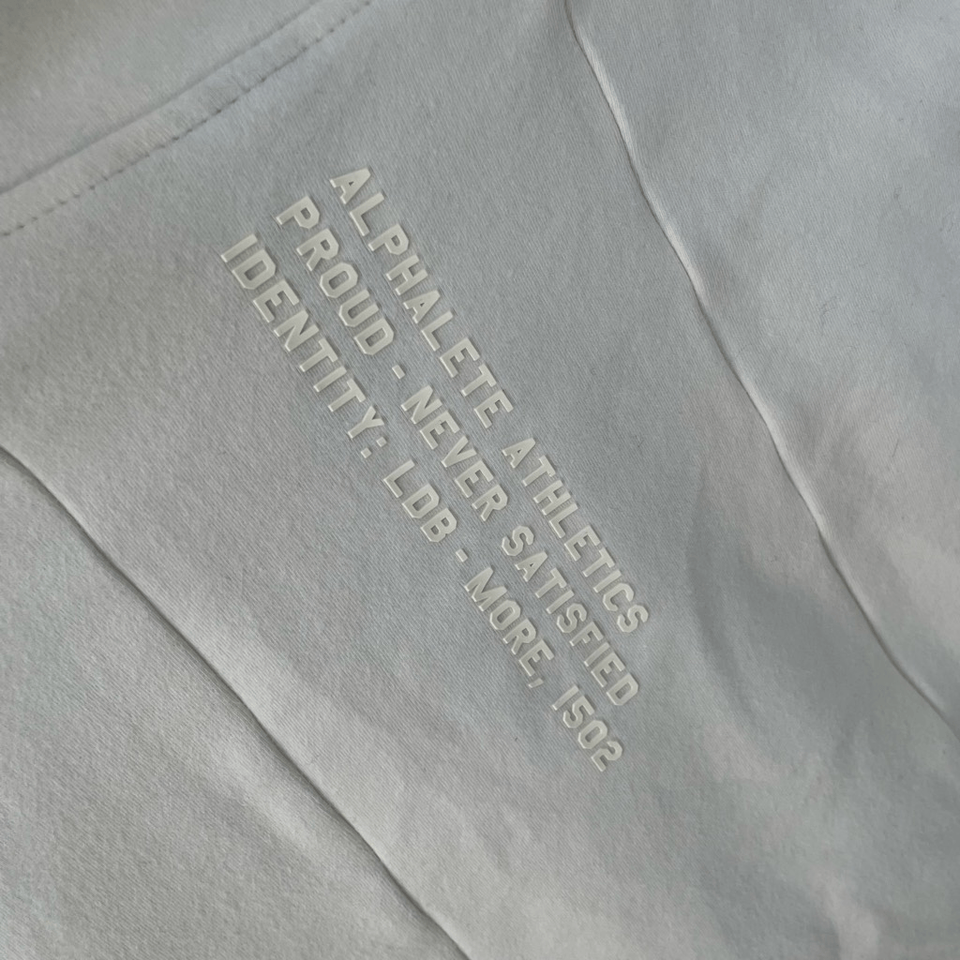 ALPHALETE ATHLETICS
PROUD - NEVER SATISFIED
IDENTITY: LDB - MORE, 1502